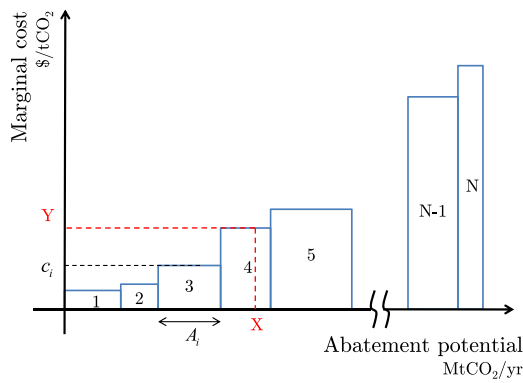 Marginal cost
$/tCO₂
Y
cᵢ
1
2
3
4
5
N-1
N
Aᵢ
X
Abatement potential
MtCO₂/yr